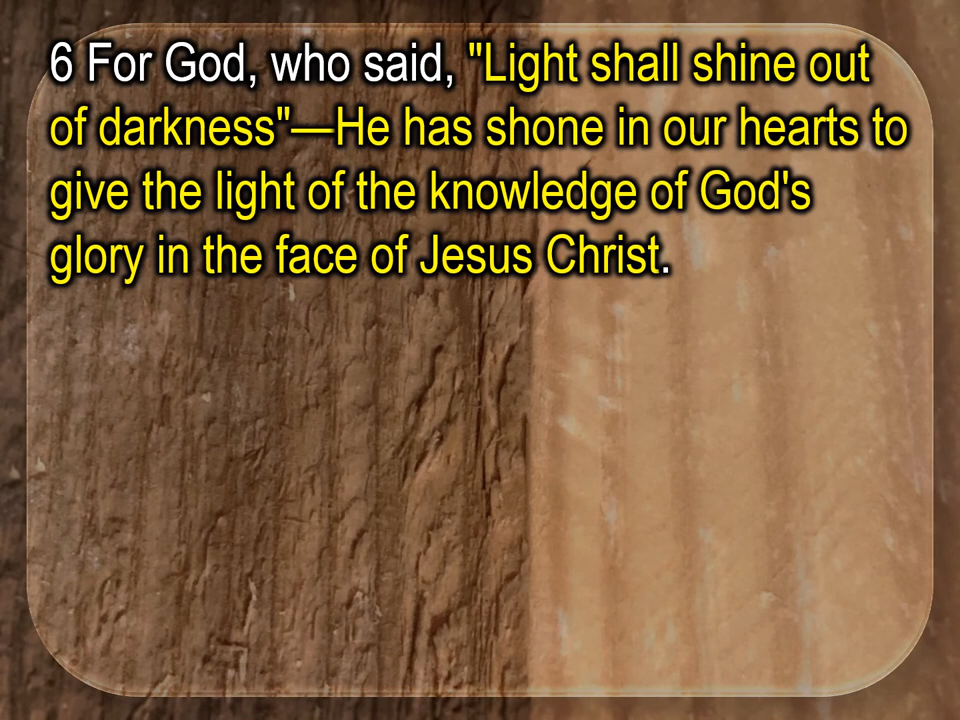 6 For God, who said, "Light shall shine out
of darkness"—He has shone in our hearts to
give the light of the knowledge of God's
glory in the face of Jesus Christ.